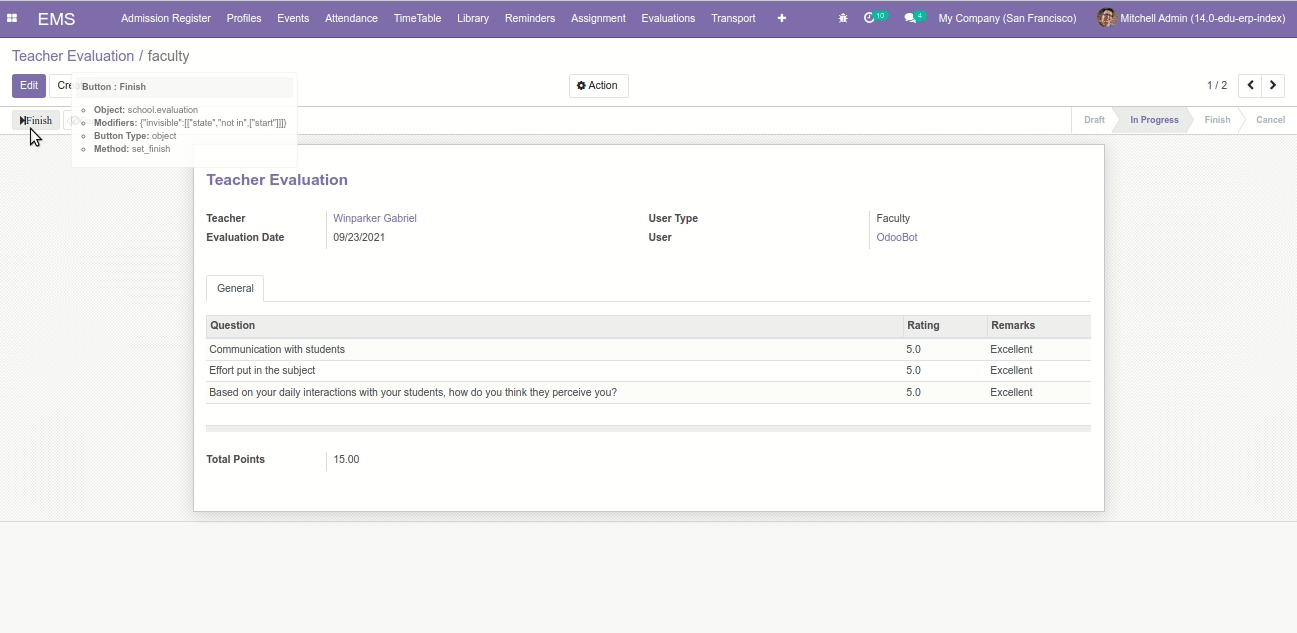 EMS Admission Register Profiles Events Attendance TimeTable Library Reminders Assignment Evaluations Transport + 10 4 My Company (San Francisco) Mitchell Admin (14.0-edu-erp-index)
Teacher Evaluation / faculty
Edit Action 1 / 2
Button : Finish
Finish Draft In Progress Finish Cancel
Object: school.evaluation
Modifiers: {"invisible":[["state","not in",["start"]]]}
Button Type: object
Method: set_finish
Teacher Evaluation
Teacher Winparker Gabriel User Type Faculty
Evaluation Date 09/23/2021 User OdooBot
General
Question Rating Remarks
Communication with students 5.0 Excellent
Effort put in the subject 5.0 Excellent
Based on your daily interactions with your students, how do you think they perceive you? 5.0 Excellent
Total Points 15.00